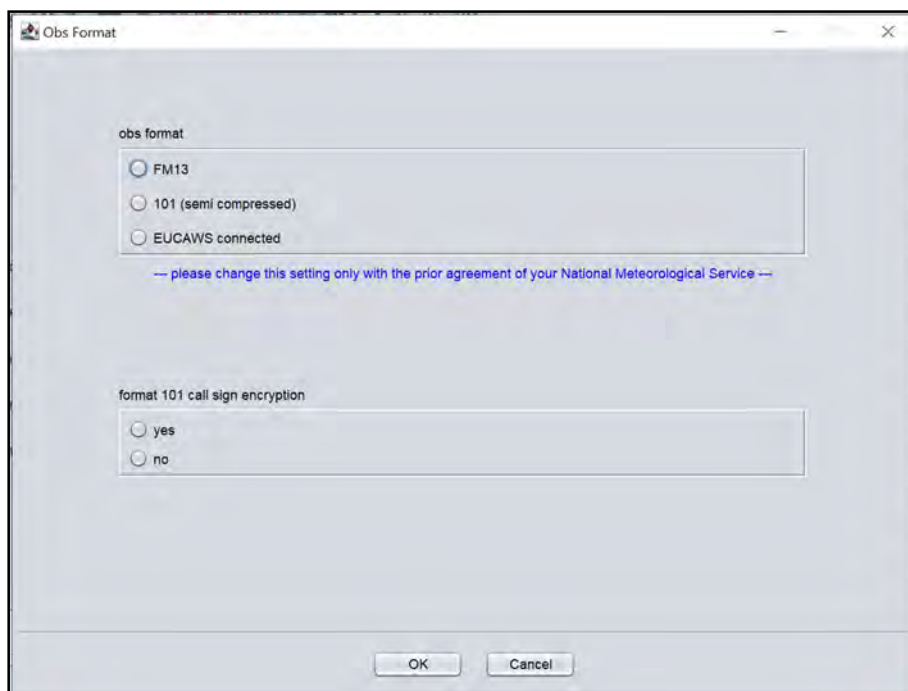 Obs Format
obs format
FM13
101 (semi compressed)
EUCAWS connected
--- please change this setting only with the prior agreement of your National Meteorological Service ---
format 101 call sign encryption
yes
no
OK
Cancel